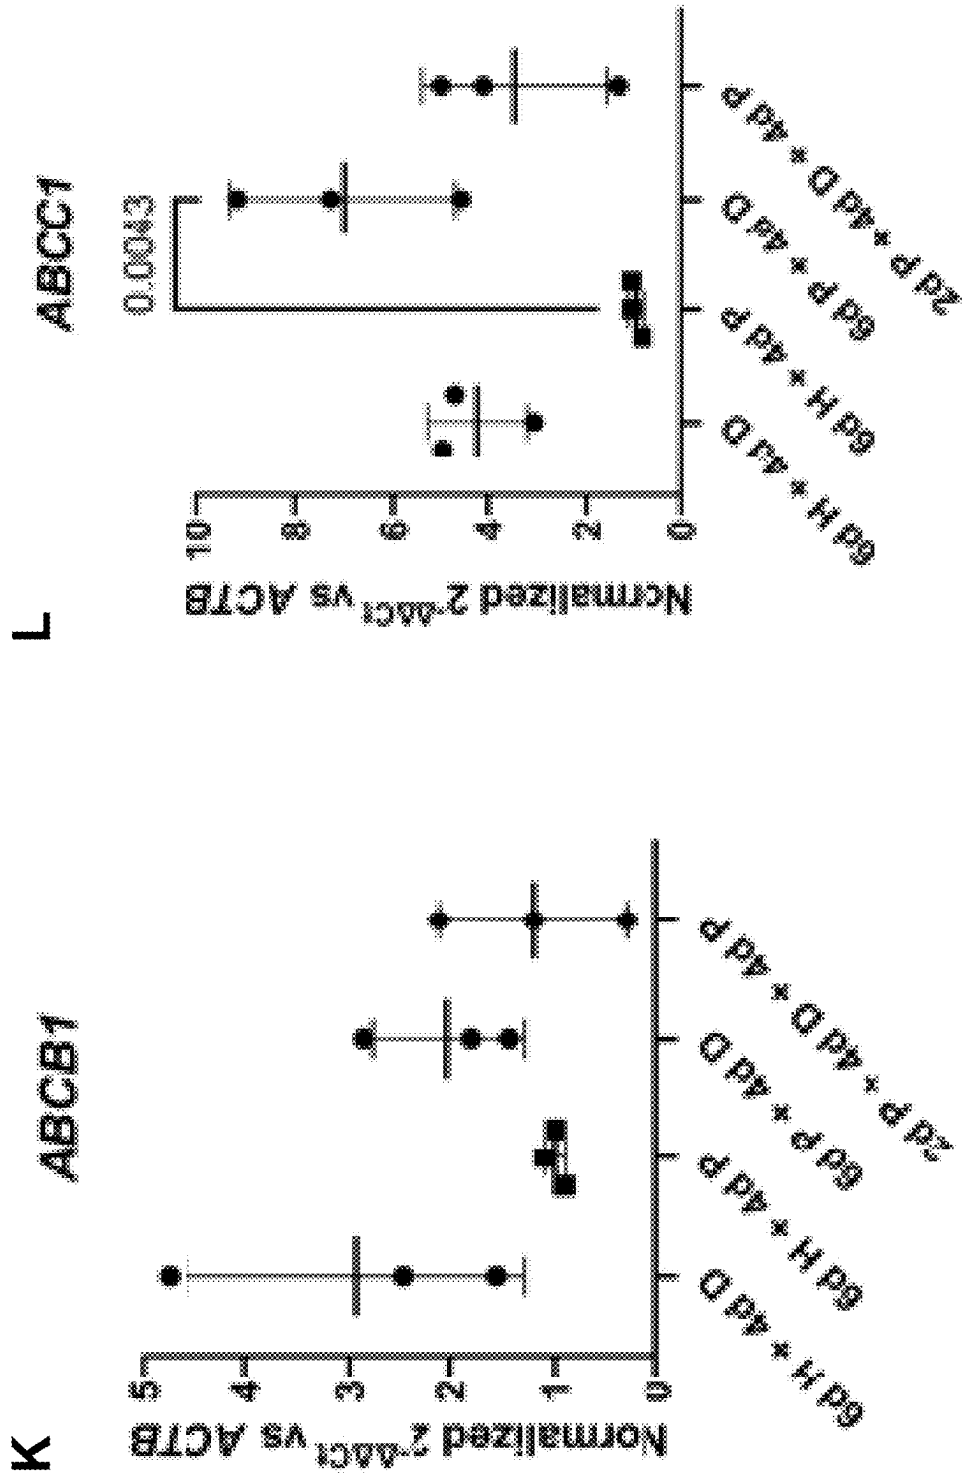 K
ABCB1
Normalized 2^-ΔΔCt vs ACTB
5
4
3
2
1
0
6d H × 4d D
6d H × 4d P
6d P × 4d D
2d P × 4d D × 4d P
L
ABCC1
0.0043
Normalized 2^-ΔΔCt vs ACTB
10
8
6
4
2
0
6d H × 4d D
6d H × 4d P
6d P × 4d D
2d P × 4d D × 4d P